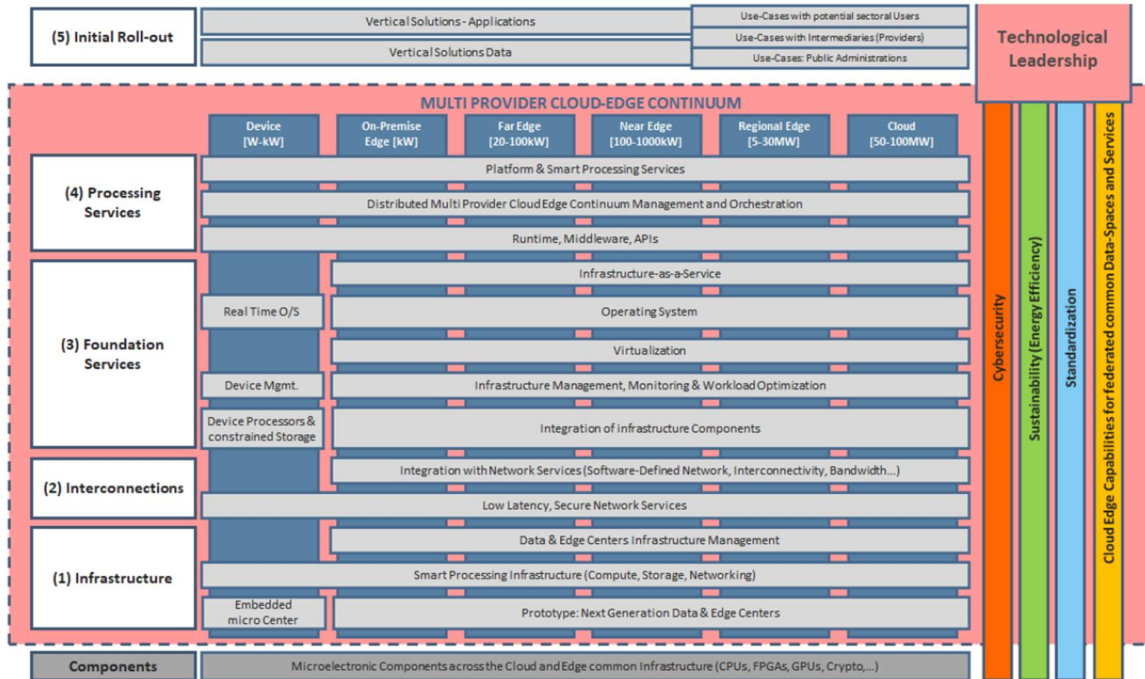 (5) Initial Roll-out
Vertical Solutions - Applications
Vertical Solutions Data
Use-Cases with potential sectoral Users
Use-Cases with Intermediaries (Providers)
Use-Cases: Public Administrations
Technological
Leadership
MULTI PROVIDER CLOUD-EDGE CONTINUUM
Device
[W-kW]
On-Premise
Edge [kW]
Far Edge
[20-100kW]
Near Edge
[100-1000kW]
Regional Edge
[5-30MW]
Cloud
[50-100MW]
(4) Processing
Services
Platform & Smart Processing Services
Distributed Multi Provider Cloud Edge Continuum Management and Orchestration
Runtime, Middleware, APIs
(3) Foundation
Services
Infrastructure-as-a-Service
Real Time O/S
Operating System
Virtualization
Device Mgmt.
Infrastructure Management, Monitoring & Workload Optimization
Device Processors &
constrained Storage
Integration of infrastructure Components
(2) Interconnections
Integration with Network Services (Software-Defined Network, Interconnectivity, Bandwidth...)
Low Latency, Secure Network Services
(1) Infrastructure
Data & Edge Centers Infrastructure Management
Smart Processing Infrastructure (Compute, Storage, Networking)
Embedded
micro Center
Prototype: Next Generation Data & Edge Centers
Components
Microelectronic Components across the Cloud and Edge common Infrastructure (CPUs, FPGAs, GPUs, Crypto,...)
Cybersecurity
Sustainability (Energy Efficiency)
Standardization
Cloud Edge Capabilities for federated common Data-Spaces and Services